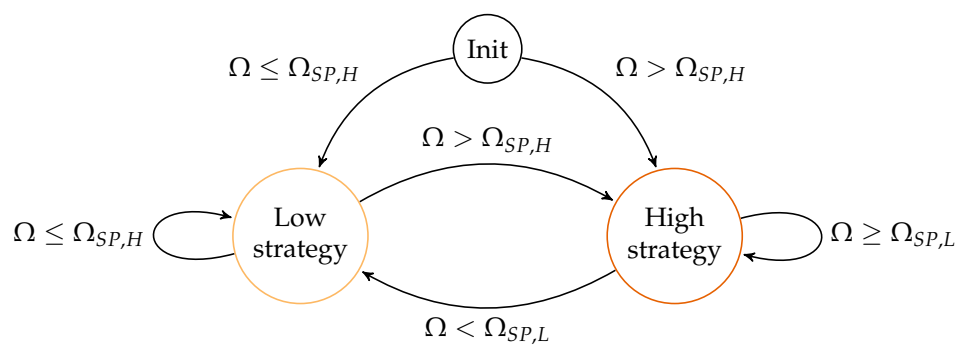 Init
Ω ≤ Ω_{SP,H}
Ω > Ω_{SP,H}
Ω > Ω_{SP,H}
Low
strategy
High
strategy
Ω ≤ Ω_{SP,H}
Ω ≥ Ω_{SP,L}
Ω < Ω_{SP,L}